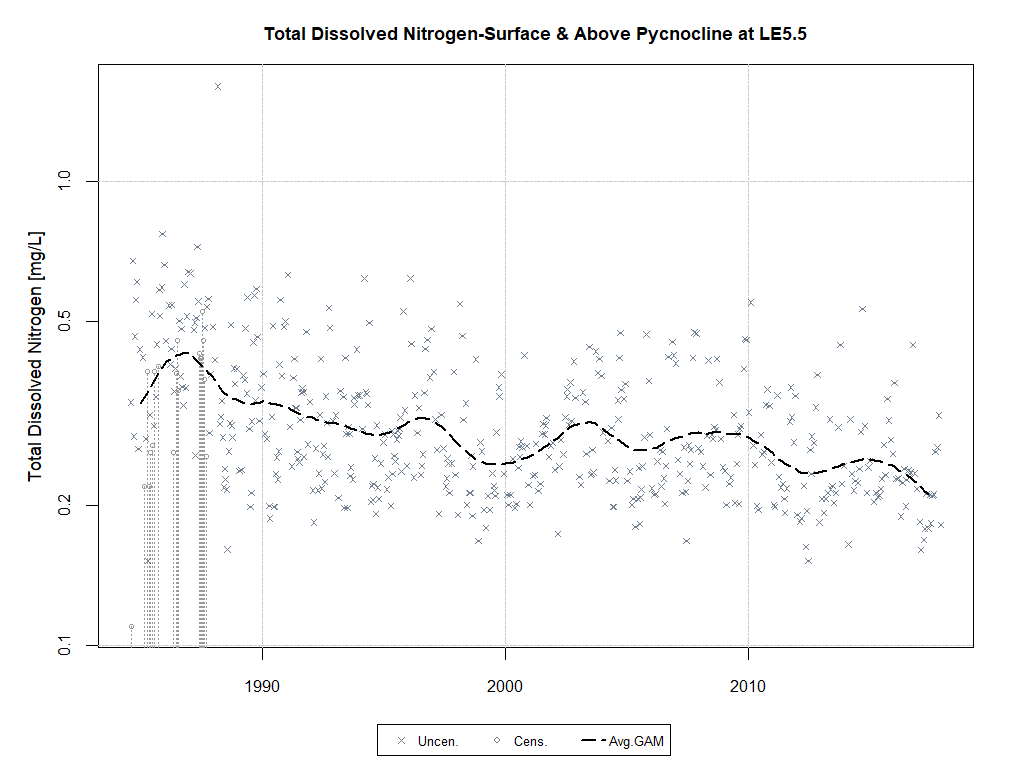 Total Dissolved Nitrogen-Surface & Above Pycnocline at LE5.5
Total Dissolved Nitrogen [mg/L]
1.0
0.5
0.2
0.1
1990
2000
2010
Uncen.
Cens.
Avg.GAM